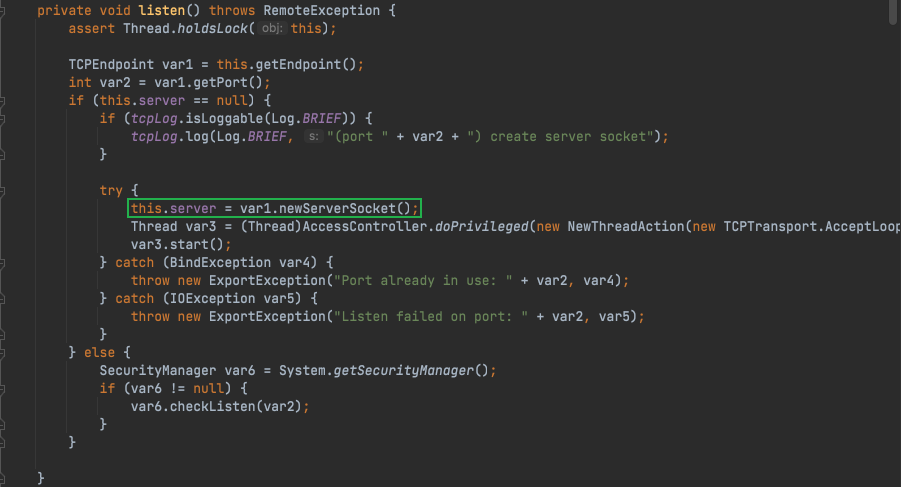 private void listen() throws RemoteException {
assert Thread.holdsLock( obj: this);
TCPEndpoint var1 = this.getEndpoint();
int var2 = var1.getPort();
if (this.server == null) {
if (tcpLog.isLoggable(Log.BRIEF)) {
tcpLog.log(Log.BRIEF, s: "(port " + var2 + ") create server socket");
}
try {
this.server = var1.newServerSocket();
Thread var3 = (Thread)AccessController.doPrivileged(new NewThreadAction(new TCPTransport.AcceptLoop
var3.start();
} catch (BindException var4) {
throw new ExportException("Port already in use: " + var2, var4);
} catch (IOException var5) {
throw new ExportException("Listen failed on port: " + var2, var5);
}
} else {
SecurityManager var6 = System.getSecurityManager();
if (var6 != null) {
var6.checkListen(var2);
}
}
}